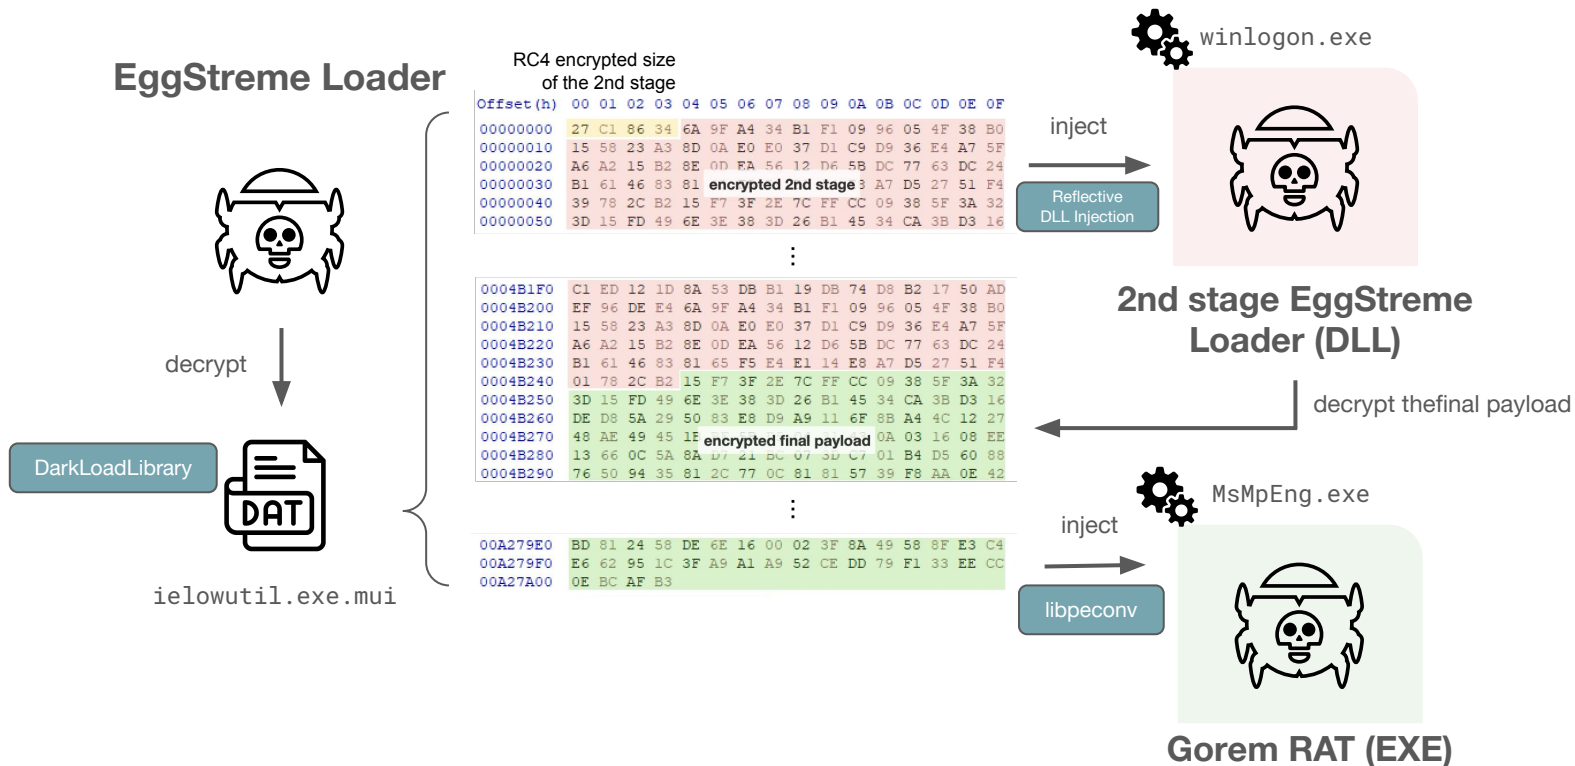 EggStreme Loader
decrypt
DarkLoadLibrary
DAT
ielowutil.exe.mui
RC4 encrypted size
of the 2nd stage
Offset(h) 00 01 02 03 04 05 06 07 08 09 0A 0B 0C 0D 0E 0F
00000000 27 C1 86 34 6A 9F A4 34 B1 F1 09 96 05 4F 38 B0
00000010 15 58 23 A3 8D 0A E0 E0 37 D1 C9 D9 36 E4 A7 5F
00000020 A6 A2 15 B2 8E 0D EA 56 12 D6 5B DC 77 63 DC 24
00000030 B1 61 46 83 81 A7 D5 27 51 F4
encrypted 2nd stage
00000040 39 78 2C B2 15 F7 3F 2E 7C FF CC 09 38 5F 3A 32
00000050 3D 15 FD 49 6E 3E 38 3D 26 B1 45 34 CA 3B D3 16
0004B1F0 C1 ED 12 1D 8A 53 DB B1 19 DB 74 D8 B2 17 50 AD
0004B200 EF 96 DE E4 6A 9F A4 34 B1 F1 09 96 05 4F 38 B0
0004B210 15 58 23 A3 8D 0A E0 E0 37 D1 C9 D9 36 E4 A7 5F
0004B220 A6 A2 15 B2 8E 0D EA 56 12 D6 5B DC 77 63 DC 24
0004B230 B1 61 46 83 81 65 F5 E4 E1 14 E8 A7 D5 27 51 F4
0004B240 01 78 2C B2 15 F7 3F 2E 7C FF CC 09 38 5F 3A 32
0004B250 3D 15 FD 49 6E 3E 38 3D 26 B1 45 34 CA 3B D3 16
0004B260 DE D8 5A 29 50 83 E8 D9 A9 11 6F 8B A4 4C 12 27
0004B270 48 AE 49 45 0A 03 16 08 EE
encrypted final payload
0004B280 13 66 0C 5A 8A D7 21 BC 07 3D C7 01 B4 D5 60 88
0004B290 76 50 94 35 81 2C 77 0C 81 81 57 39 F8 AA 0E 42
00A279E0 BD 81 24 58 DE 6E 16 00 02 3F 8A 49 58 8F E3 C4
00A279F0 E6 62 95 1C 3F A9 A1 A9 52 CE DD 79 F1 33 EE CC
00A27A00 0E BC AF B3
inject
Reflective
DLL Injection
winlogon.exe
2nd stage EggStreme
Loader (DLL)
decrypt thefinal payload
inject
libpeconv
MsMpEng.exe
Gorem RAT (EXE)